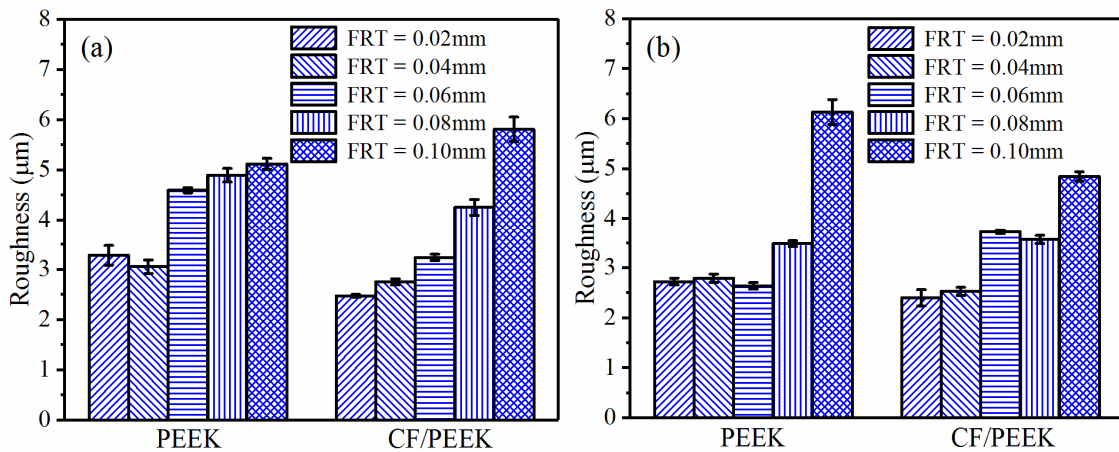 (a)
FRT = 0.02mm
FRT = 0.04mm
FRT = 0.06mm
FRT = 0.08mm
FRT = 0.10mm
Roughness (μm)
8
7
6
5
4
3
2
1
0
PEEK
CF/PEEK
(b)
FRT = 0.02mm
FRT = 0.04mm
FRT = 0.06mm
FRT = 0.08mm
FRT = 0.10mm
Roughness (μm)
8
7
6
5
4
3
2
1
0
PEEK
CF/PEEK